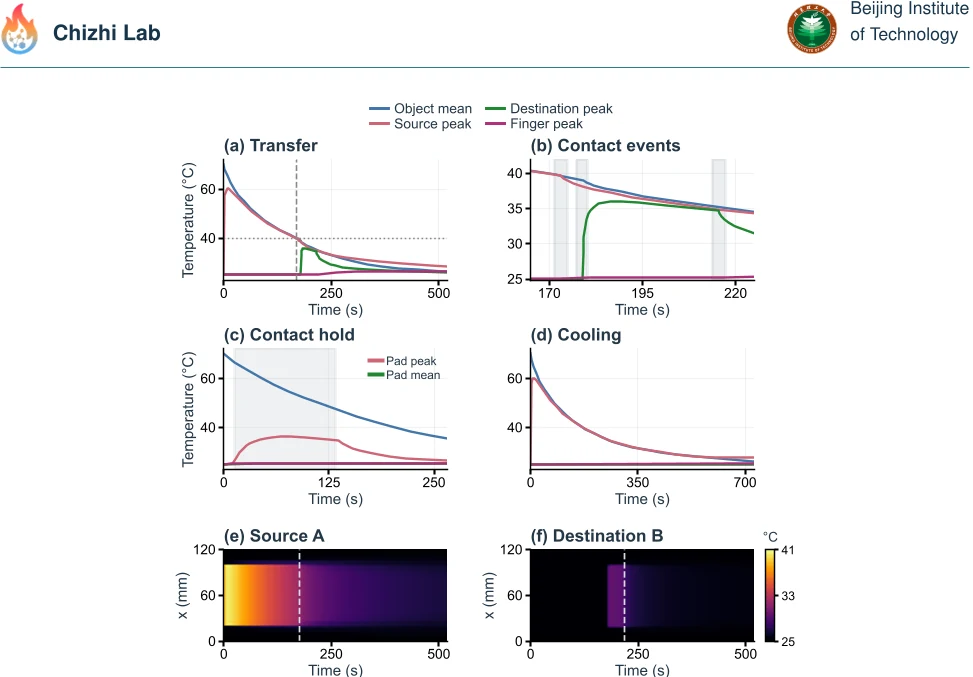 Chizhi Lab
Beijing Institute
of Technology
Object mean
Destination peak
Source peak
Finger peak
(a) Transfer
Temperature (°C)
60
40
0
250
500
Time (s)
(b) Contact events
40
35
30
25
170
195
220
Time (s)
(c) Contact hold
Temperature (°C)
60
40
Pad peak
Pad mean
0
125
250
Time (s)
(d) Cooling
60
40
0
350
700
Time (s)
(e) Source A
x (mm)
120
60
0
0
250
500
Time (s)
(f) Destination B
x (mm)
120
60
0
0
250
500
Time (s)
°C
41
33
25